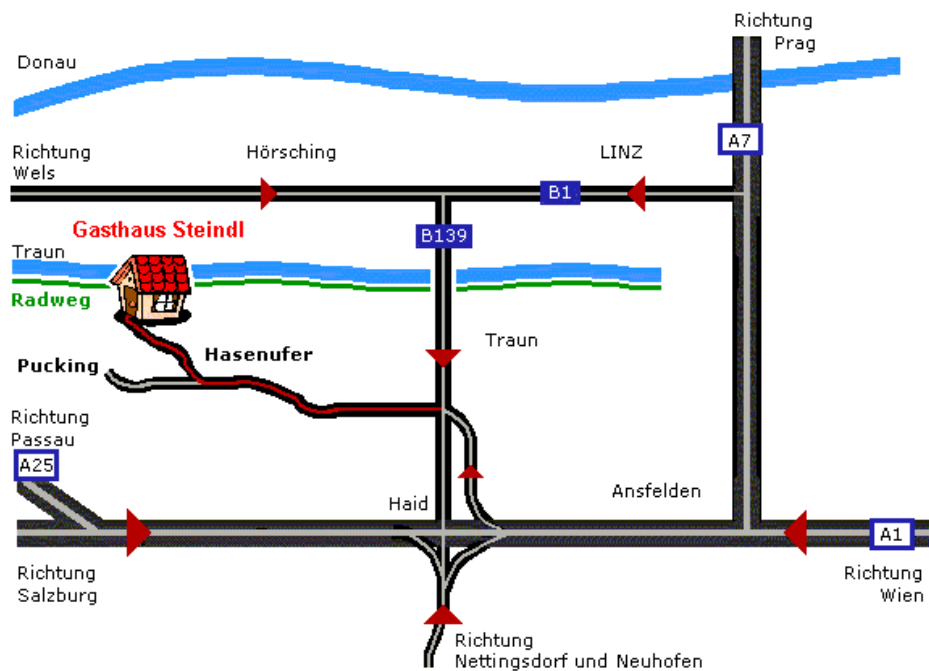 Richtung
Prag
Donau
A7
Richtung
Wels
Hörsching
LINZ
B1
Gasthaus Steindl
B139
Traun
Radweg
Traun
Hasenufer
Pucking
Richtung
Passau
A25
Haid
Ansfelden
A1
Richtung
Salzburg
Richtung
Wien
Richtung
Nettingsdorf und Neuhofen